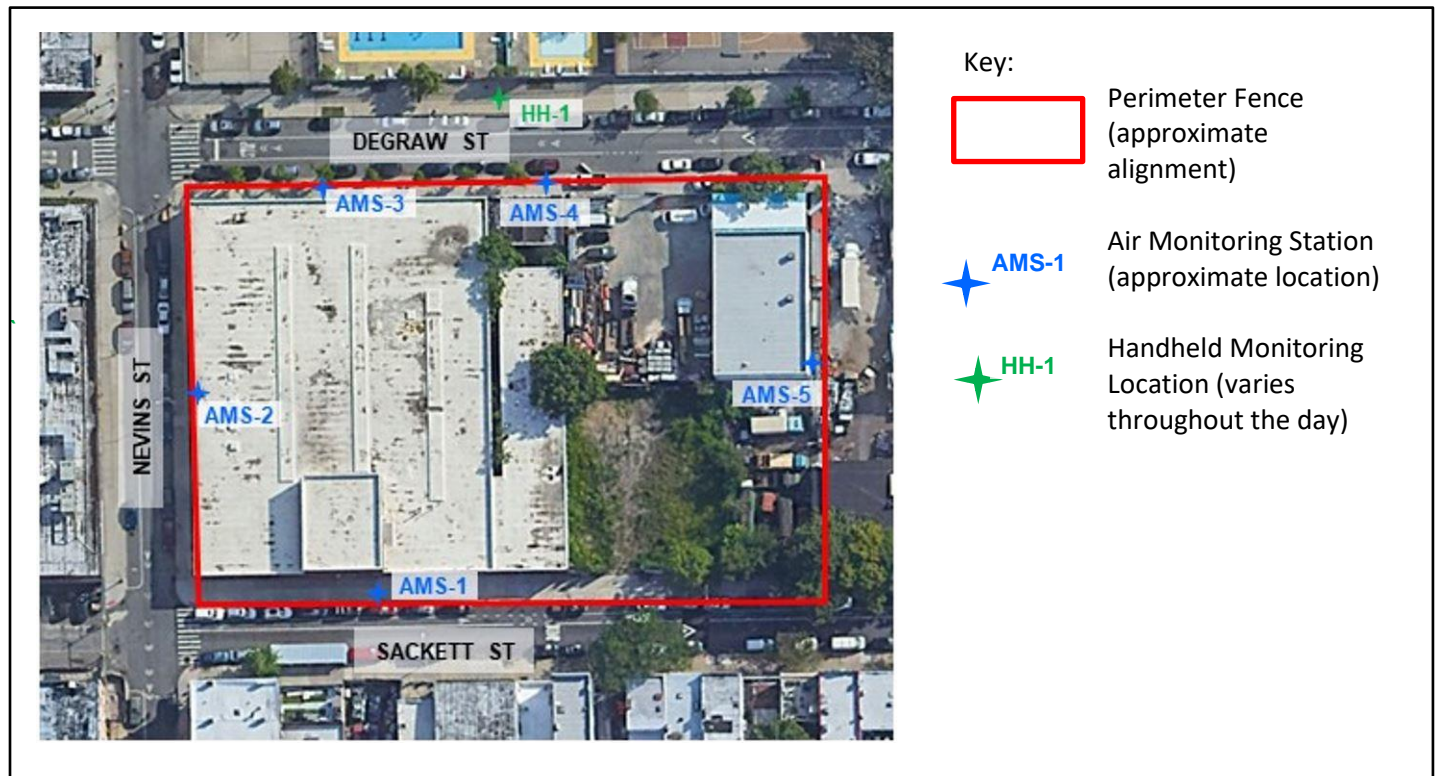 HH-1
DEGRAW ST
AMS-3
AMS-4
AMS-2
AMS-5
NEVINS ST
AMS-1
SACKETT ST
Key:
Perimeter Fence
(approximate
alignment)
AMS-1
Air Monitoring Station
(approximate location)
HH-1
Handheld Monitoring
Location (varies
throughout the day)